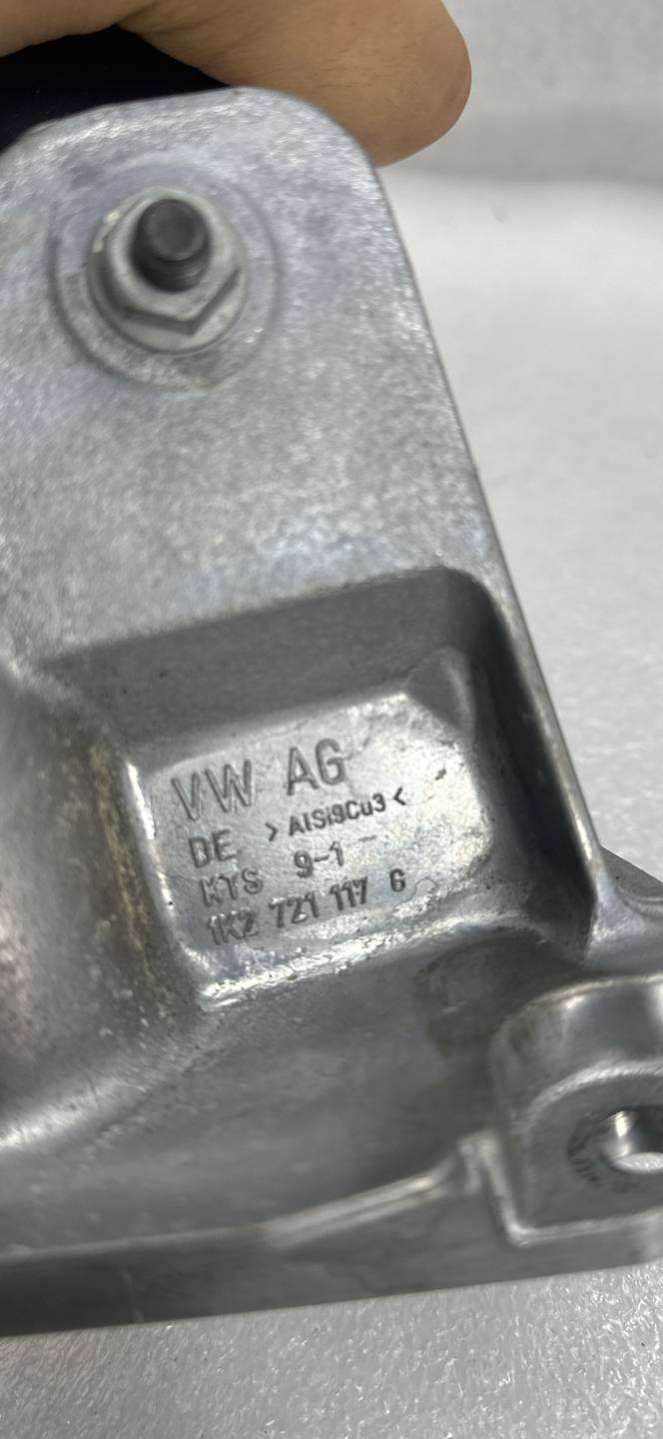 VW AG
DE >AlSi9Cu3<
KTS 9-1
1K2 721 117 G